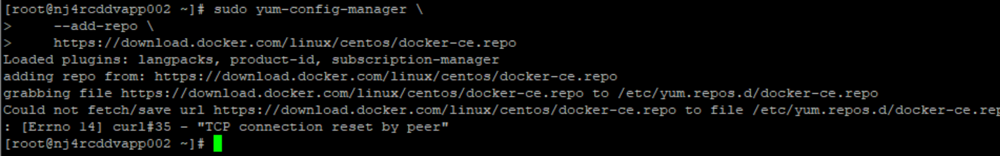 [root@nj4rcddvapp002 ~]# sudo yum-config-manager \
>     --add-repo \
>     https://download.docker.com/linux/centos/docker-ce.repo
Loaded plugins: langpacks, product-id, subscription-manager
adding repo from: https://download.docker.com/linux/centos/docker-ce.repo
grabbing file https://download.docker.com/linux/centos/docker-ce.repo to /etc/yum.repos.d/docker-ce.repo
Could not fetch/save url https://download.docker.com/linux/centos/docker-ce.repo to file /etc/yum.repos.d/docker-ce.rep
: [Errno 14] curl#35 - "TCP connection reset by peer"
[root@nj4rcddvapp002 ~]#